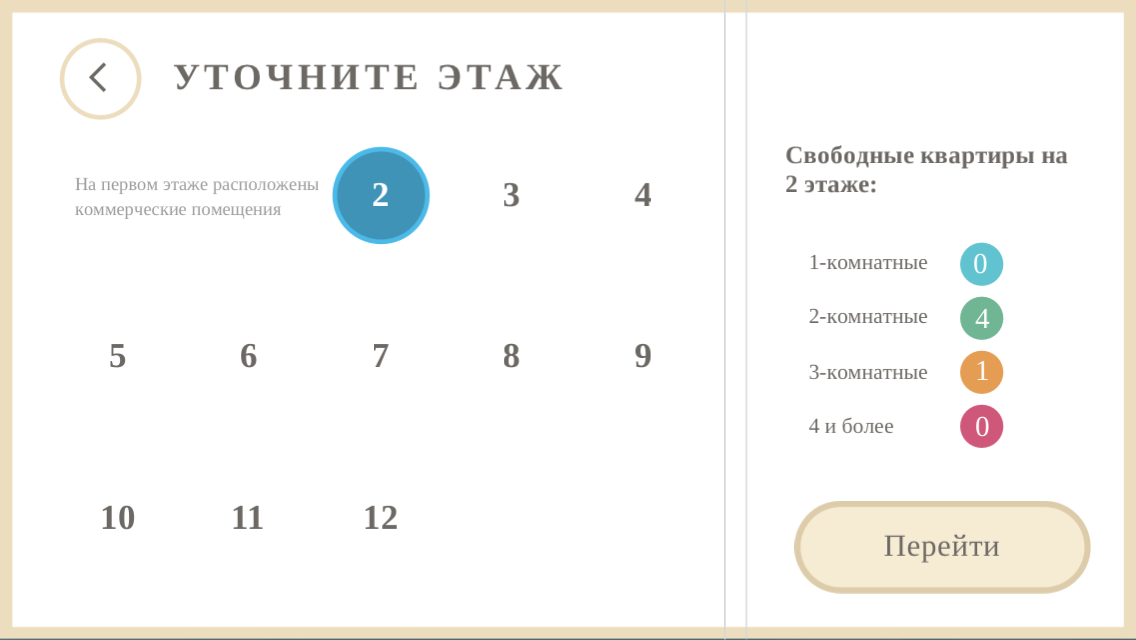 УТОЧНИТЕ ЭТАЖ
На первом этаже расположены
коммерческие помещения
2 3 4
5 6 7 8 9
10 11 12
Свободные квартиры на
2 этаже:
1-комнатные 0
2-комнатные 4
3-комнатные 1
4 и более 0
Перейти